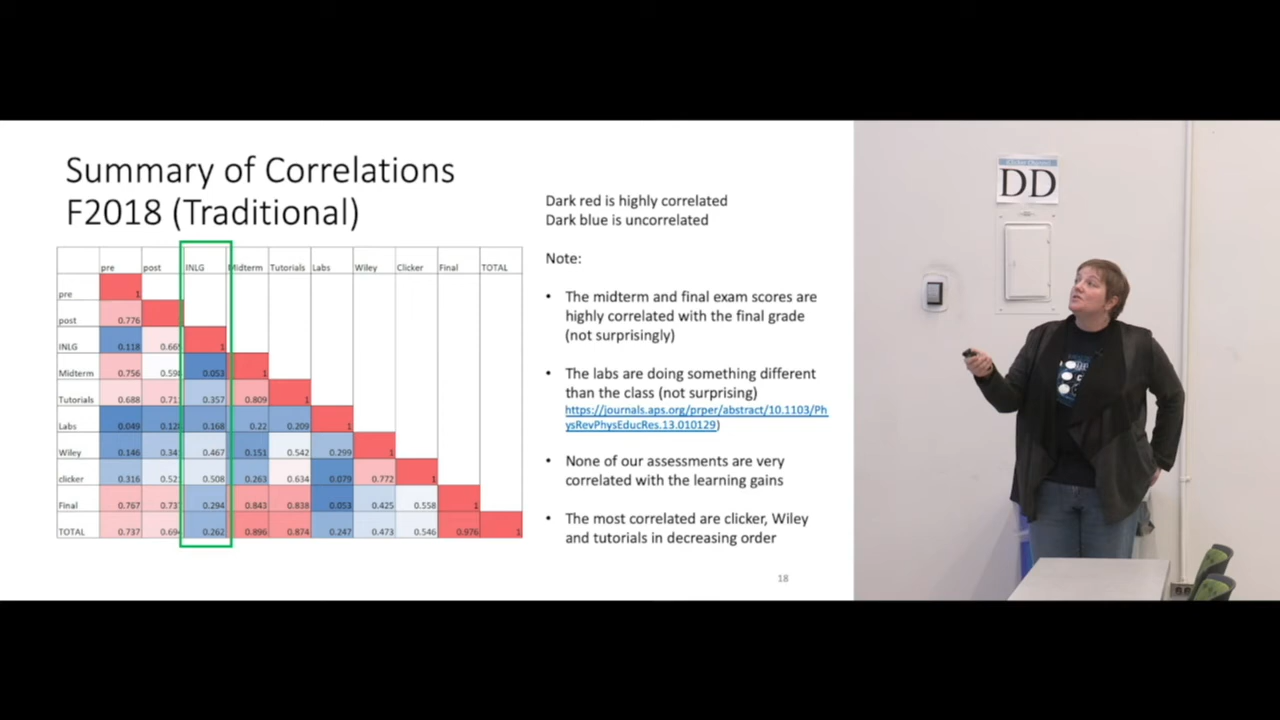 Summary of Correlations
F2018 (Traditional)
pre post INLG Midterm Tutorials Labs Wiley Clicker Final TOTAL
pre 1
post 0.776
INLG 0.118 0.665 1
Midterm 0.756 0.598 0.053 1
Tutorials 0.688 0.357 0.809 1
Labs 0.049 0.168 0.22 0.209 1
Wiley 0.146 0.467 0.151 0.542 0.299 1
clicker 0.316 0.508 0.263 0.634 0.079 0.772 1
Final 0.767 0.294 0.843 0.838 0.053 0.425 0.558 1
TOTAL 0.737 0.262 0.896 0.874 0.247 0.473 0.546 0.976 1
Dark red is highly correlated
Dark blue is uncorrelated
Note:
• The midterm and final exam scores are
highly correlated with the final grade
(not surprisingly)
• The labs are doing something different
than the class (not surprising)
https://journals.aps.org/prper/abstract/10.1103/Ph
ysRevPhysEducRes.13.010129)
• None of our assessments are very
correlated with the learning gains
• The most correlated are clicker, Wiley
and tutorials in decreasing order
18
DD